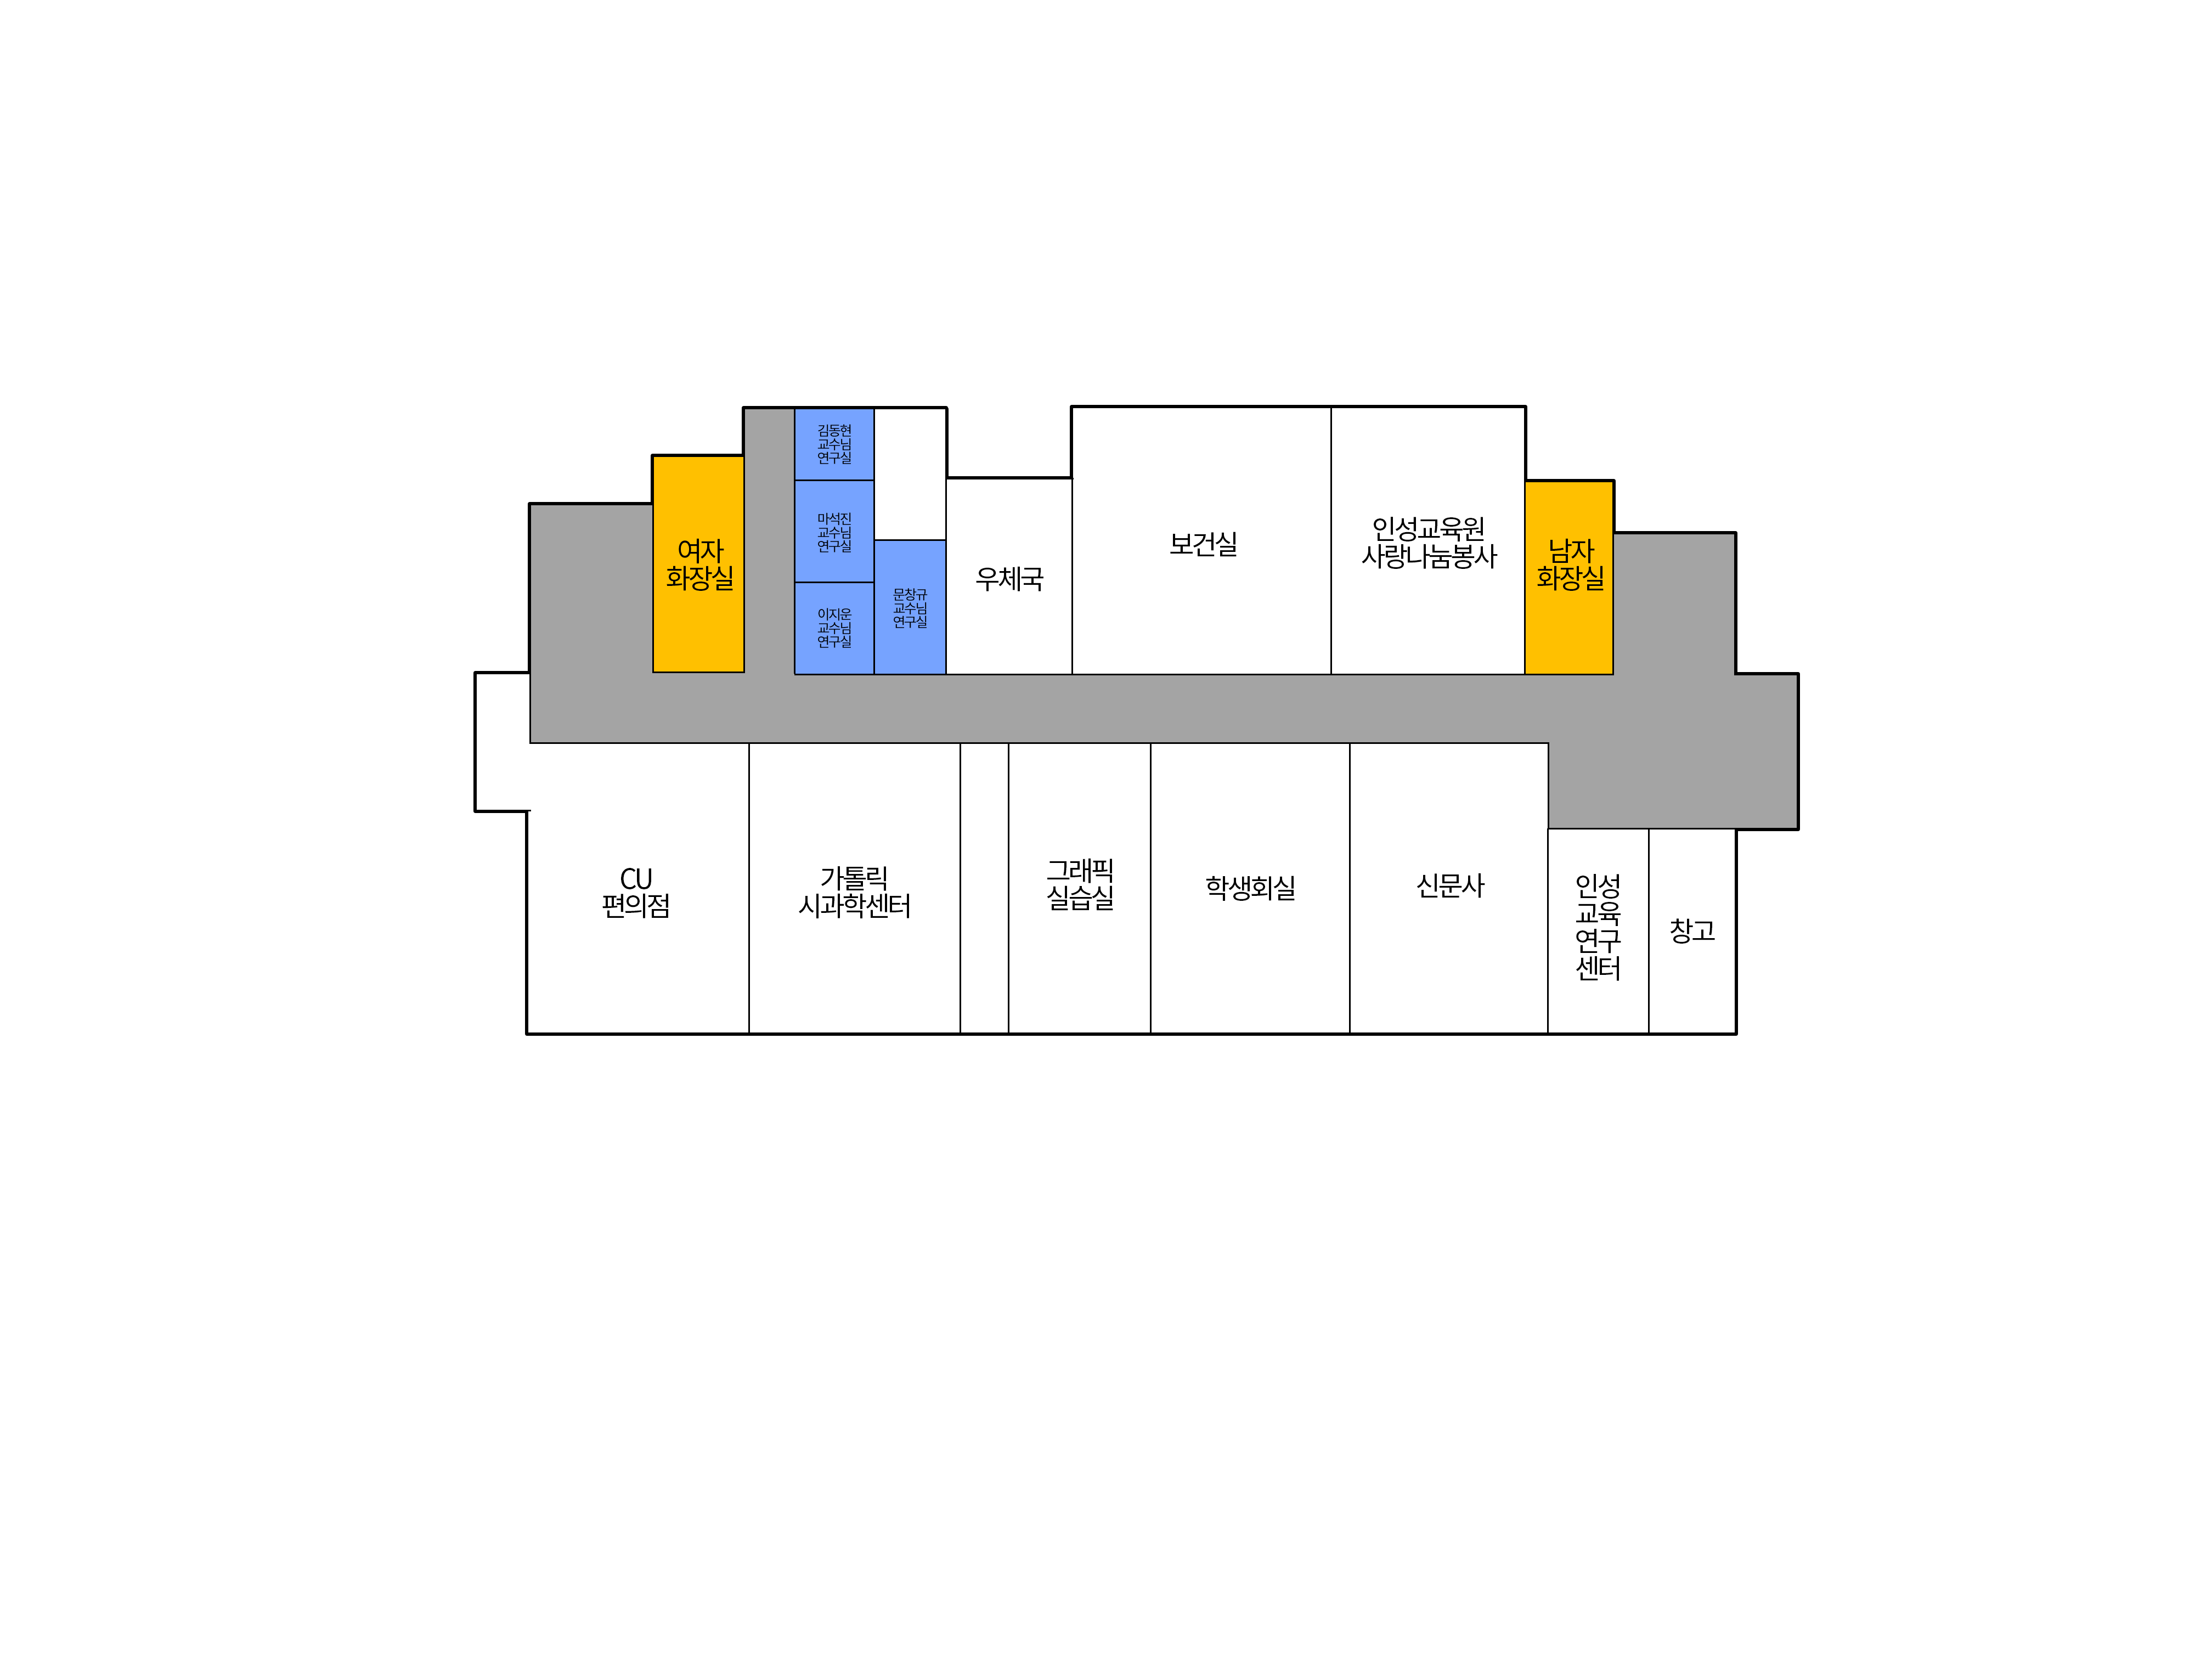 김동현
교수님
연구실
여자
화장실
마석진
교수님
연구실
이지운
교수님
연구실
문창규
교수님
연구실
우체국
보건실
인성교육원
사랑나눔봉사
남자
화장실
CU
편의점
가톨릭
시과학센터
그래픽
실습실
학생회실
신문사
인성
교육
연구
센터
창고